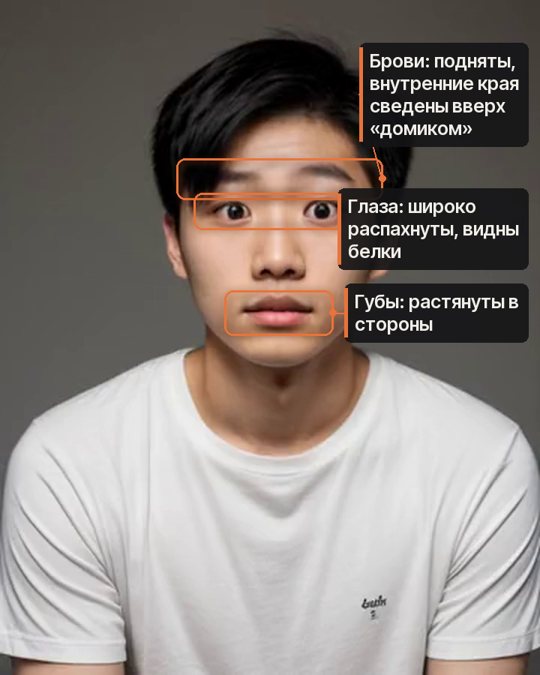 Брови: подняты,
внутренние края
сведены вверх
«домиком»
Глаза: широко
распахнуты, видны
белки
Губы: растянуты в
стороны